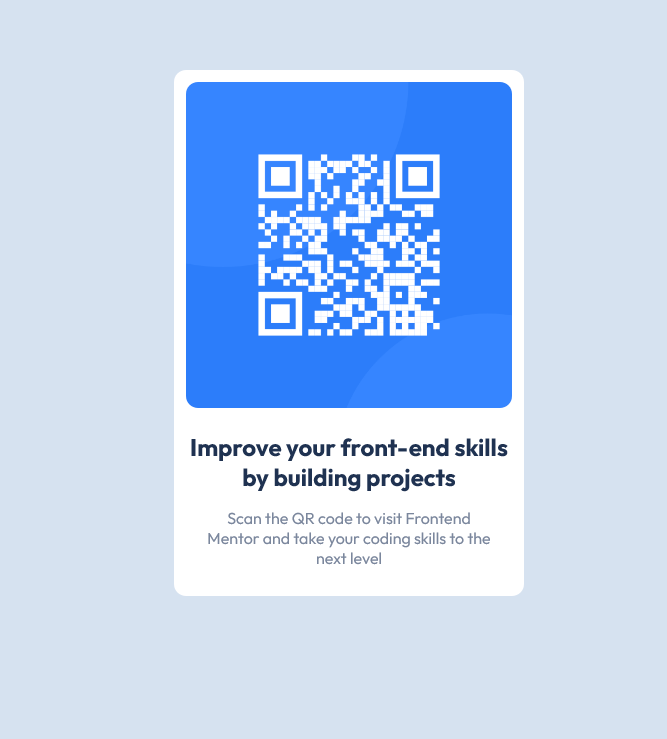 Improve your front-end skills
by building projects
Scan the QR code to visit Frontend
Mentor and take your coding skills to the
next level